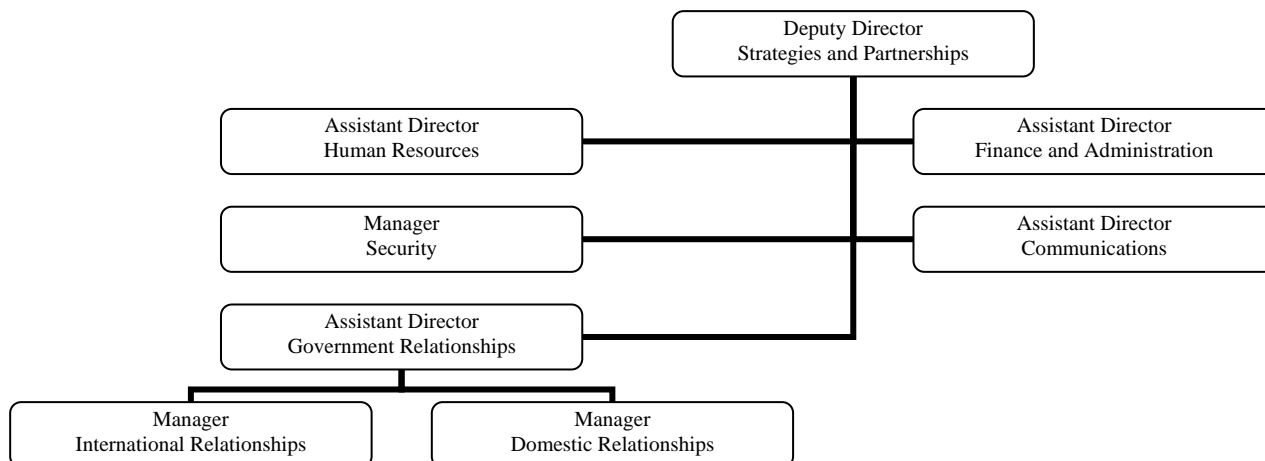 Deputy Director
Strategies and Partnerships
Assistant Director
Human Resources
Assistant Director
Finance and Administration
Manager
Security
Assistant Director
Communications
Assistant Director
Government Relationships
Manager
International Relationships
Manager
Domestic Relationships